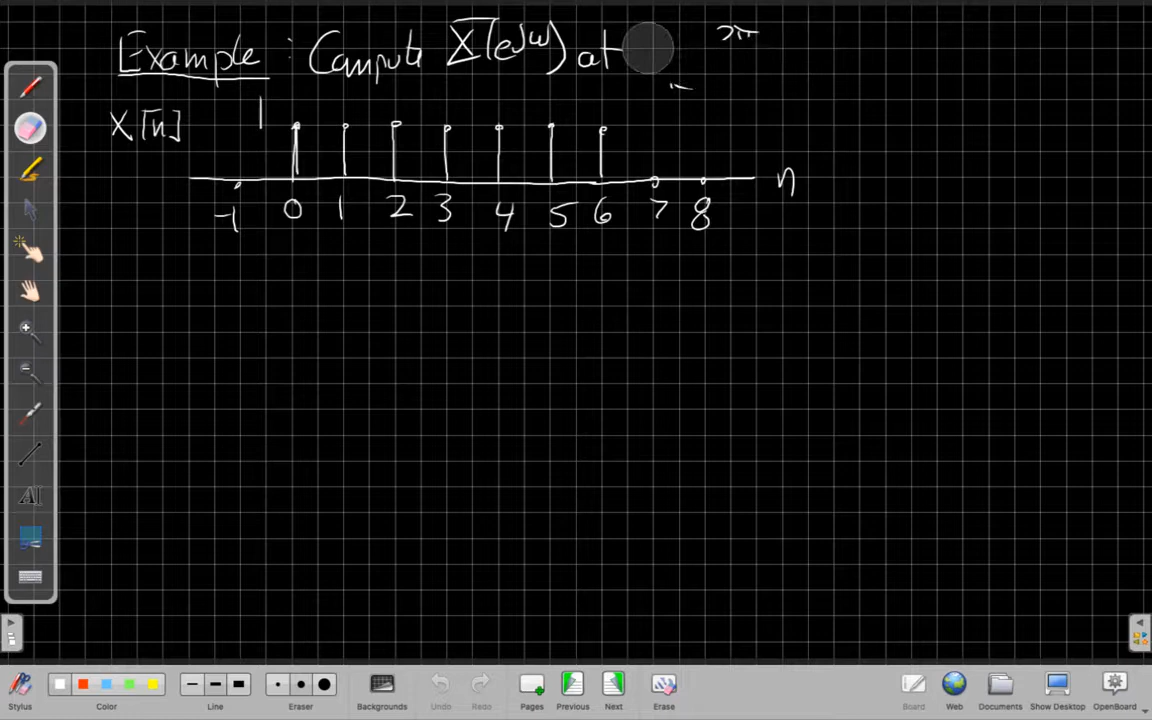 Example : Compute X(e^jω) at
2π
x[n] 1
n
-1 0 1 2 3 4 5 6 7 8
Stylus Color Line Eraser Backgrounds Undo Redo Pages Previous Next Erase Board Web Documents Show Desktop OpenBoard